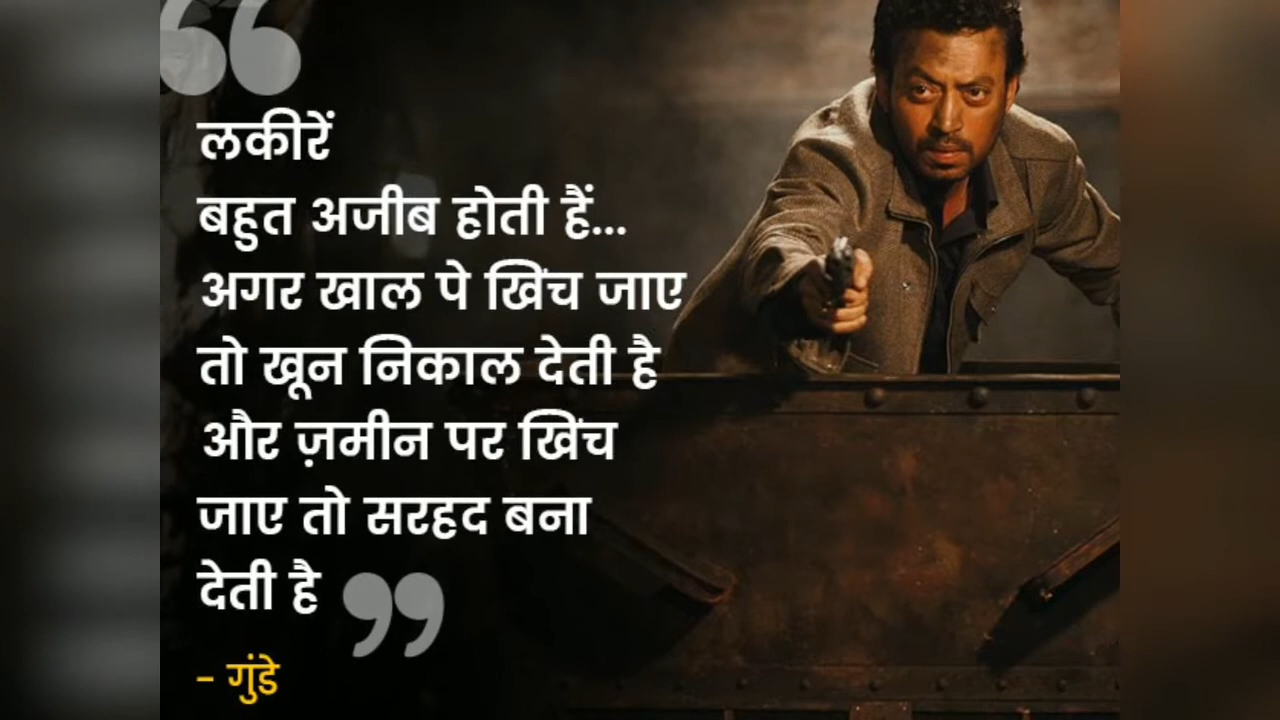 लकीरें
बहुत अजीब होती हैं...
अगर खाल पे खिंच जाए
तो खून निकाल देती है
और ज़मीन पर खिंच
जाए तो सरहद बना
देती है
- गुंडे